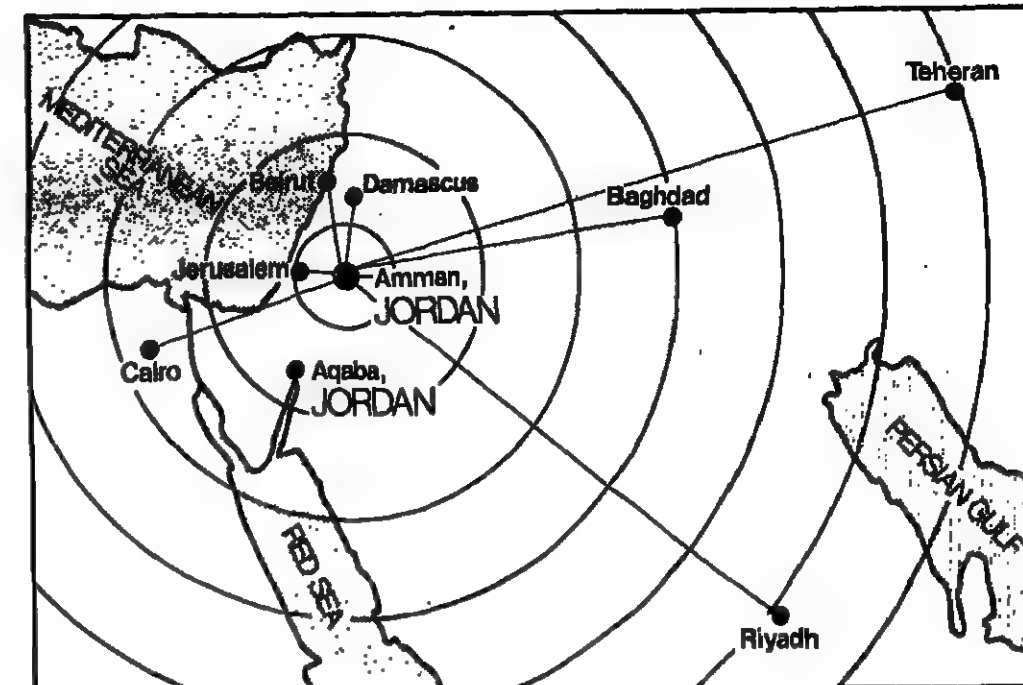 Teheran
MEDITERRANEAN
SEA
Beirut
Damascus
Baghdad
Jerusalem
Amman,
JORDAN
Cairo
Aqaba,
JORDAN
PERSIAN GULF
RED SEA
Riyadh